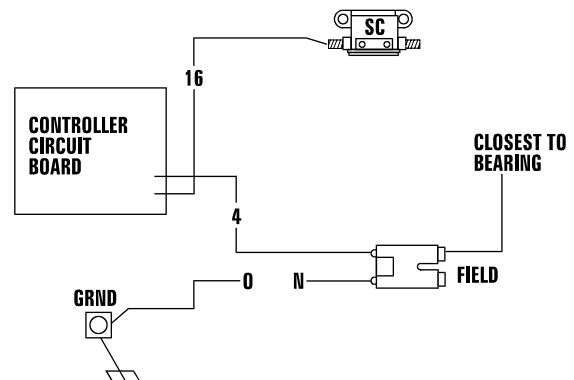 SC
16
CONTROLLER
CIRCUIT
BOARD
CLOSEST TO
BEARING
4
0
N
FIELD
GRND